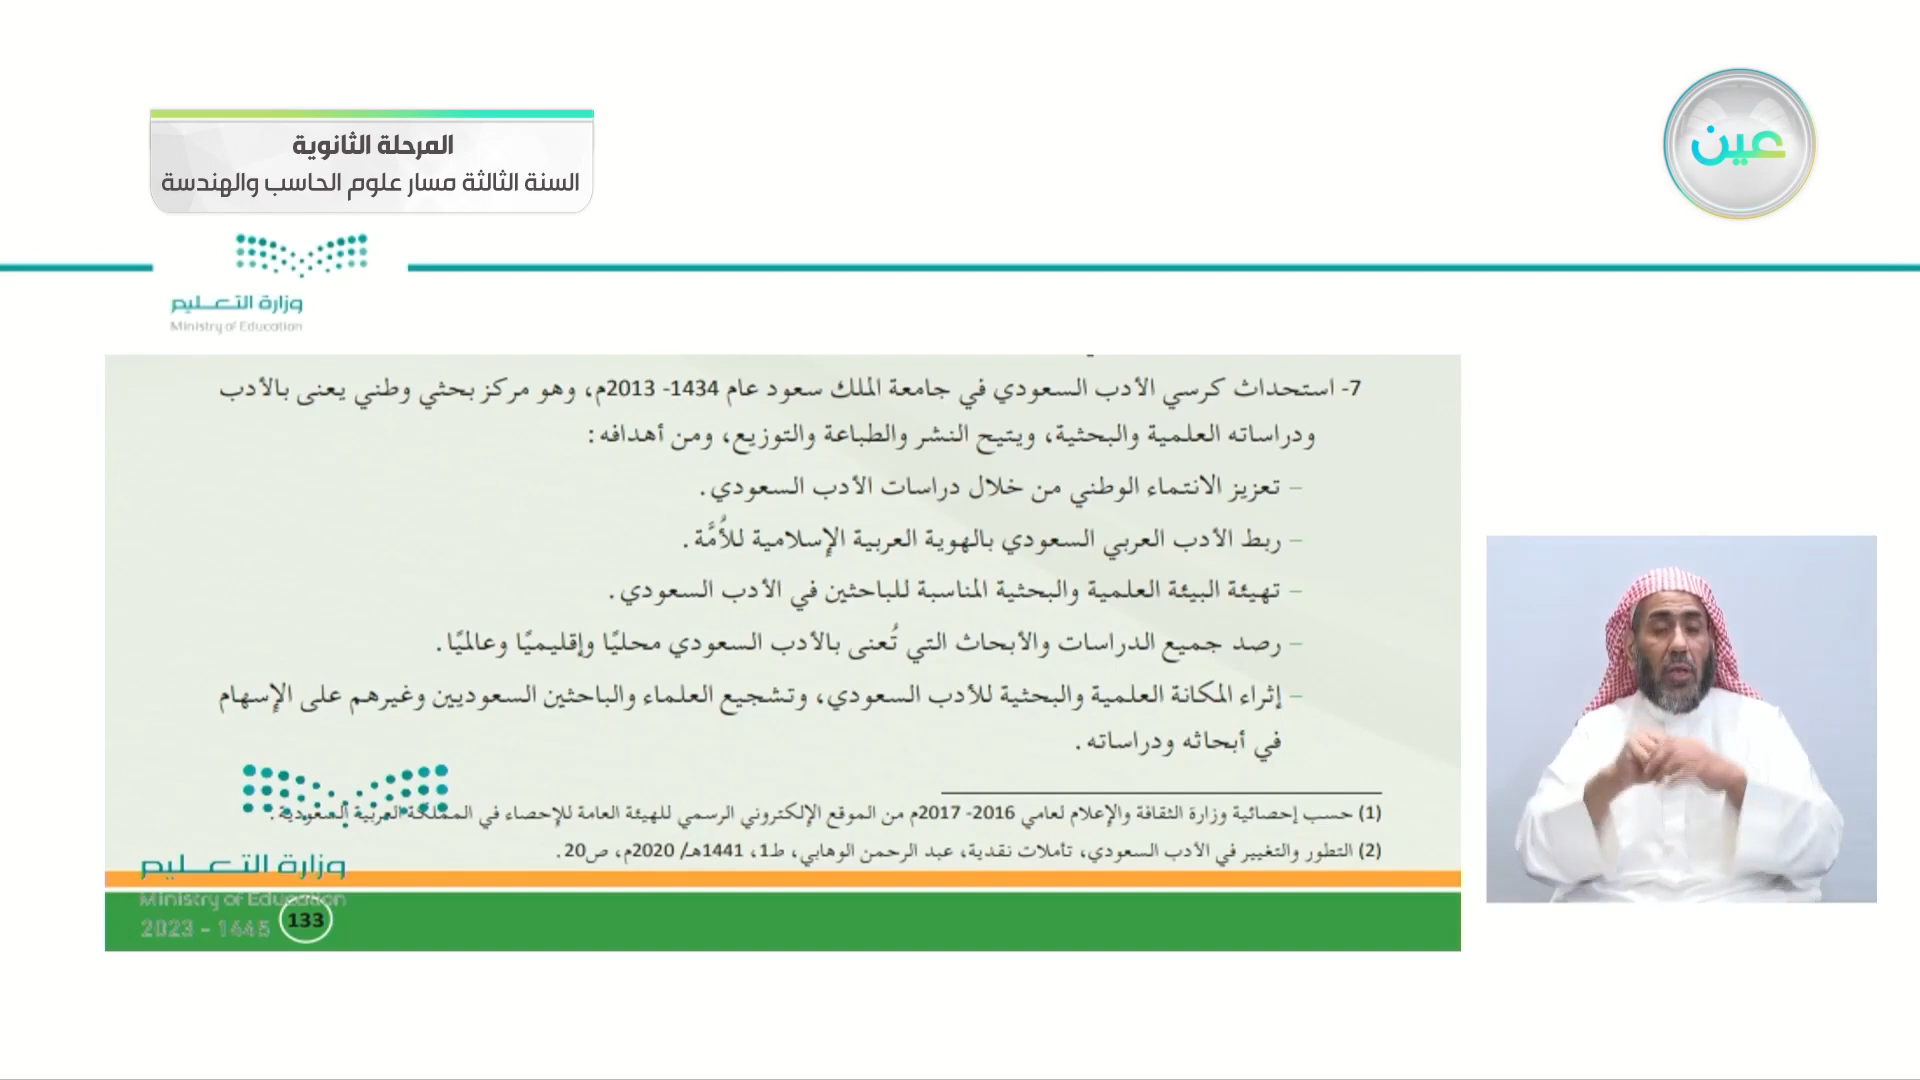 المرحلة الثانوية
السنة الثالثة مسار علوم الحاسب والهندسة
عين
وزارة التعـــليم
Ministry of Education
7- استحداث كرسي الأدب السعودي في جامعة الملك سعود عام 1434- 2013م، وهو مركز بحثي وطني يعنى بالأدب
ودراساته العلمية والبحثية، ويتيح النشر والطباعة والتوزيع، ومن أهدافه:
– تعزيز الانتماء الوطني من خلال دراسات الأدب السعودي.
– ربط الأدب العربي السعودي بالهوية العربية الإسلامية للأُمَّة.
– تهيئة البيئة العلمية والبحثية المناسبة للباحثين في الأدب السعودي.
– رصد جميع الدراسات والأبحاث التي تُعنى بالأدب السعودي محليًا وإقليميًا وعالميًا.
– إثراء المكانة العلمية والبحثية للأدب السعودي، وتشجيع العلماء والباحثين السعوديين وغيرهم على الإسهام
في أبحاثه ودراساته.
(1) حسب إحصائية وزارة الثقافة والإعلام لعامي 2016- 2017م من الموقع الإلكتروني الرسمي للهيئة العامة للإحصاء في المملكة العربية السعودية.
(2) التطور والتغيير في الأدب السعودي، تأملات نقدية، عبد الرحمن الوهابي، ط1، 1441هـ/ 2020م، ص20.
وزارة التعـــليم
Ministry of Education
2023 - 1445
133